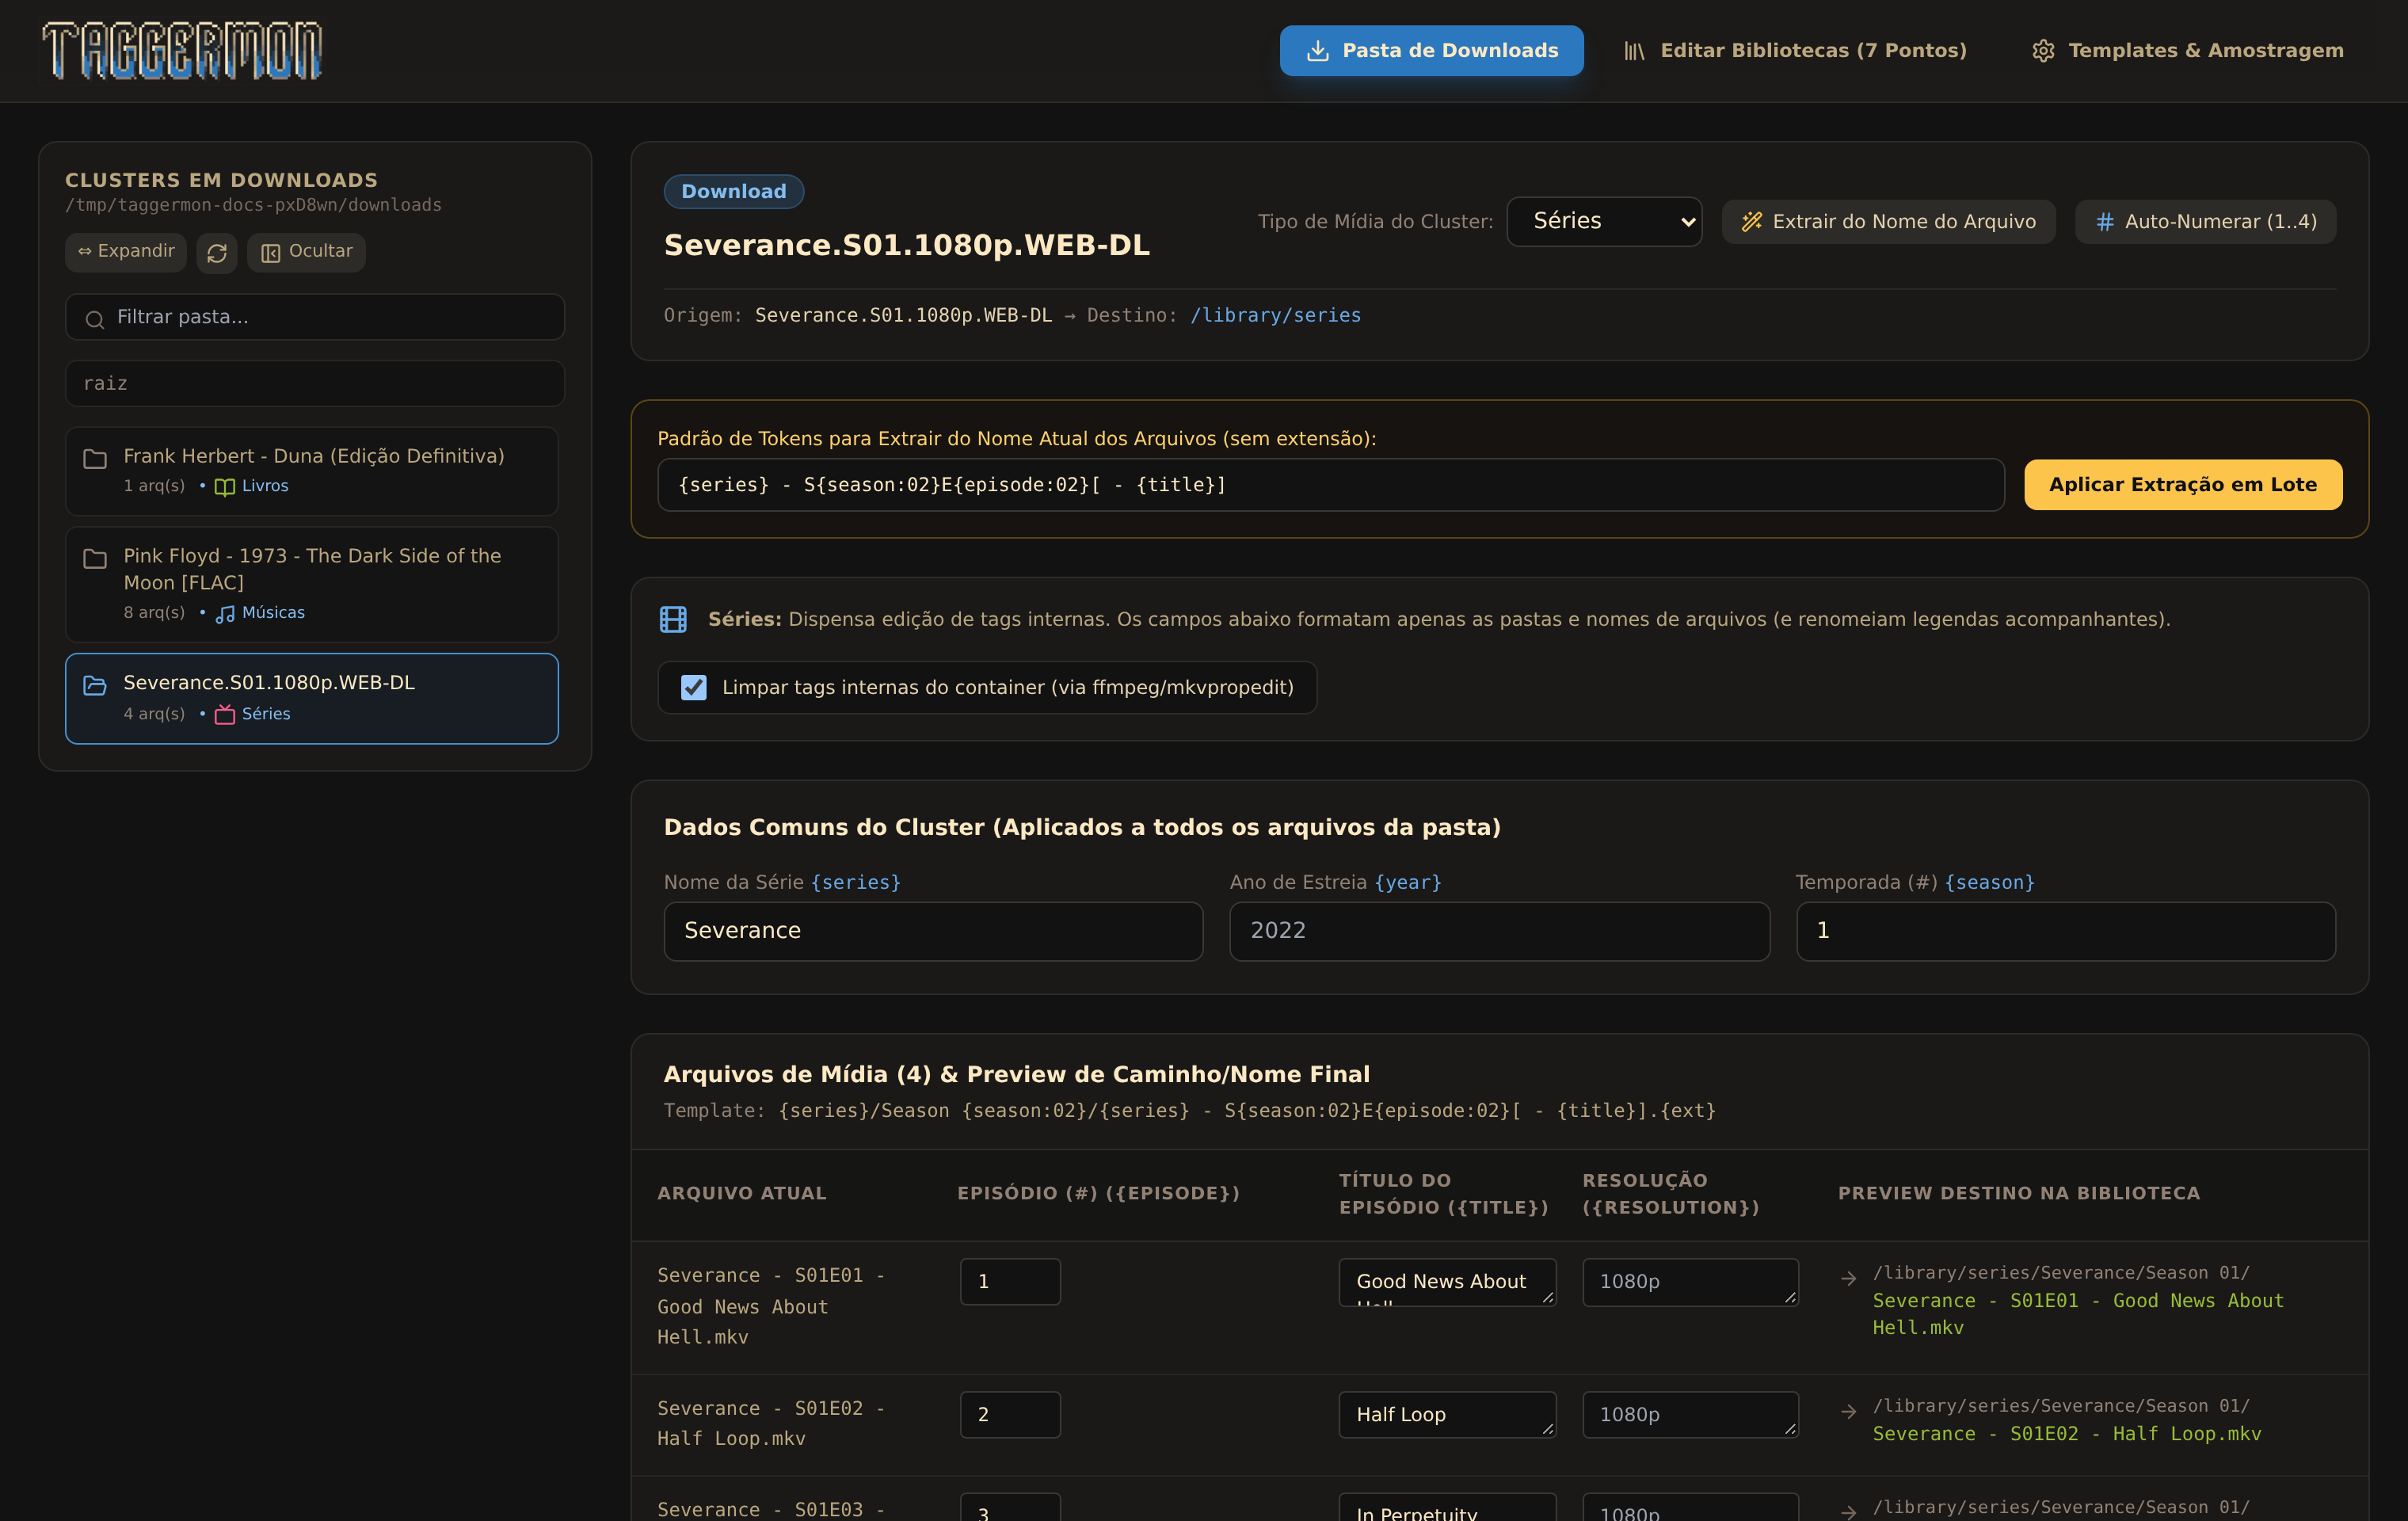 TAGGERMON
Pasta de Downloads
Editar Bibliotecas (7 Pontos)
Templates & Amostragem
CLUSTERS EM DOWNLOADS
/tmp/taggermon-docs-pxD8wn/downloads
⇔ Expandir
Ocultar
Filtrar pasta...
raiz
Frank Herbert - Duna (Edição Definitiva)
1 arq(s) • Livros
Pink Floyd - 1973 - The Dark Side of the
Moon [FLAC]
8 arq(s) • Músicas
Severance.S01.1080p.WEB-DL
4 arq(s) • Séries
Download
Severance.S01.1080p.WEB-DL
Tipo de Mídia do Cluster:
Séries
Extrair do Nome do Arquivo
# Auto-Numerar (1..4)
Origem: Severance.S01.1080p.WEB-DL → Destino: /library/series
Padrão de Tokens para Extrair do Nome Atual dos Arquivos (sem extensão):
{series} - S{season:02}E{episode:02}[ - {title}]
Aplicar Extração em Lote
Séries: Dispensa edição de tags internas. Os campos abaixo formatam apenas as pastas e nomes de arquivos (e renomeiam legendas acompanhantes).
Limpar tags internas do container (via ffmpeg/mkvpropedit)
Dados Comuns do Cluster (Aplicados a todos os arquivos da pasta)
Nome da Série {series}
Ano de Estreia {year}
Temporada (#) {season}
Severance
2022
1
Arquivos de Mídia (4) & Preview de Caminho/Nome Final
Template: {series}/Season {season:02}/{series} - S{season:02}E{episode:02}[ - {title}].{ext}
ARQUIVO ATUAL
EPISÓDIO (#) ({EPISODE})
TÍTULO DO
EPISÓDIO ({TITLE})
RESOLUÇÃO
({RESOLUTION})
PREVIEW DESTINO NA BIBLIOTECA
Severance - S01E01 -
Good News About
Hell.mkv
1
Good News About
Hell
1080p
→ /library/series/Severance/Season 01/
Severance - S01E01 - Good News About
Hell.mkv
Severance - S01E02 -
Half Loop.mkv
2
Half Loop
1080p
→ /library/series/Severance/Season 01/
Severance - S01E02 - Half Loop.mkv
Severance - S01E03 -
3
In Perpetuity
1080p
→ /library/series/Severance/Season 01/